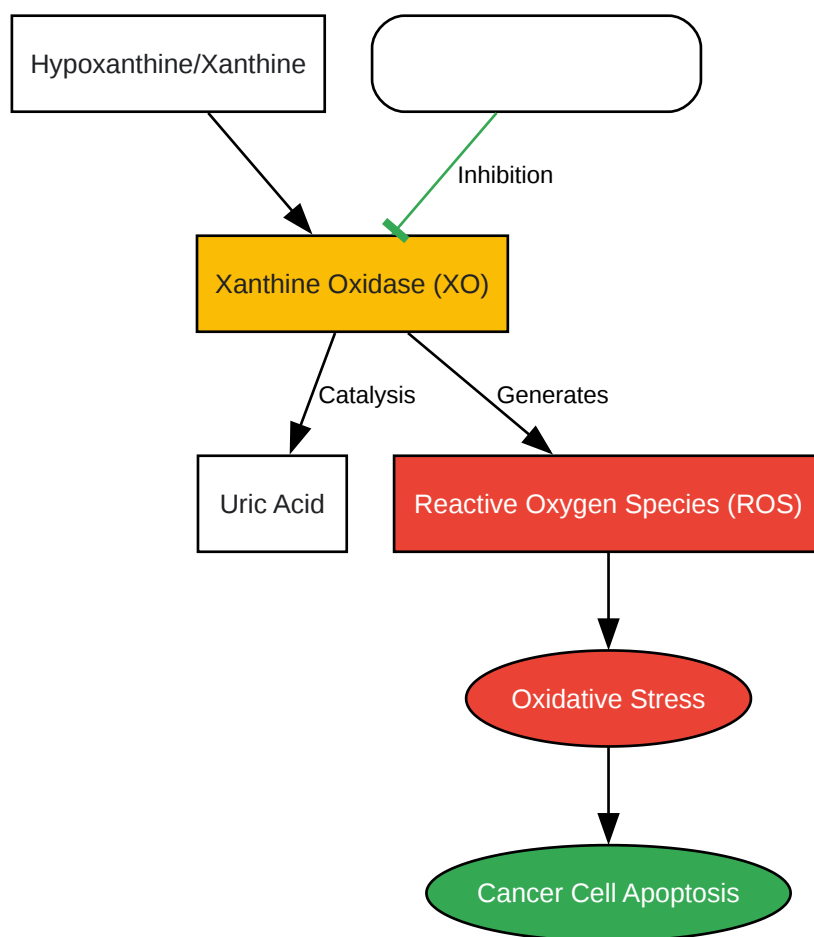 Hypoxanthine/Xanthine
Inhibition
Xanthine Oxidase (XO)
Catalysis
Generates
Uric Acid
Reactive Oxygen Species (ROS)
Oxidative Stress
Cancer Cell Apoptosis